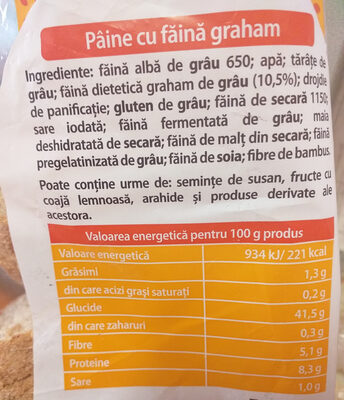 Pâine cu făină graham
Ingrediente: făină albă de grâu 650; apă; tărâțe de
grâu; făină dietetică graham de grâu (10,5%); drojdie
de panificație; gluten de grâu; făină de secară 1150;
sare iodată; făină fermentată de grâu; maia
deshidratată de secară; făină de malț din secară; făină
pregelatinizată de grâu; făină de soia; fibre de bambus.
Poate conține urme de: semințe de susan, fructe cu
coajă lemnoasă, arahide și produse derivate ale
acestora.
Valoarea energetică pentru 100 g produs
Valoare energetică 934 kJ/ 221 kcal
Grăsimi 1,3 g
din care acizi grași saturați 0,2 g
Glucide 41,5 g
din care zaharuri 0,3 g
Fibre 5,1 g
Proteine 8,3 g
Sare 1,0 g